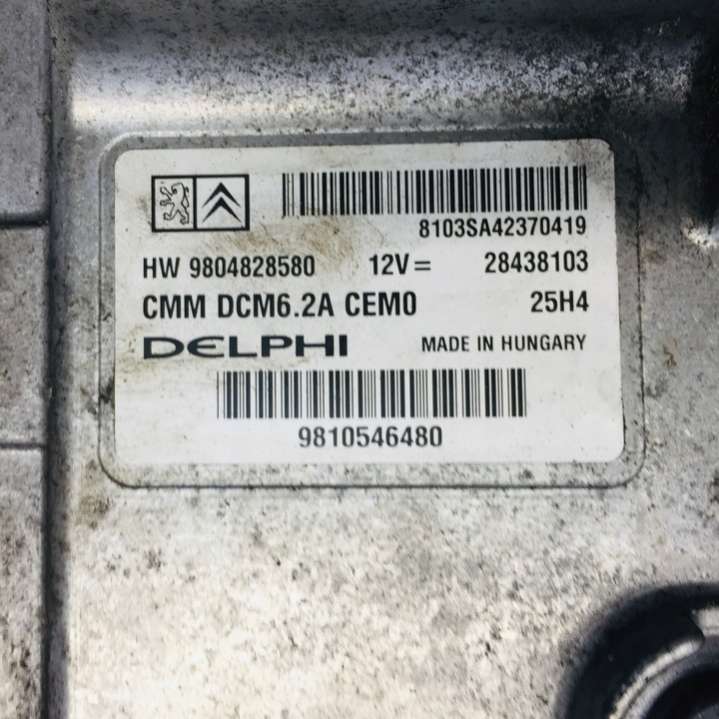 8103SA42370419
HW 9804828580 12V= 28438103
CMM DCM6.2A CEM0 25H4
DELPHI MADE IN HUNGARY
9810546480